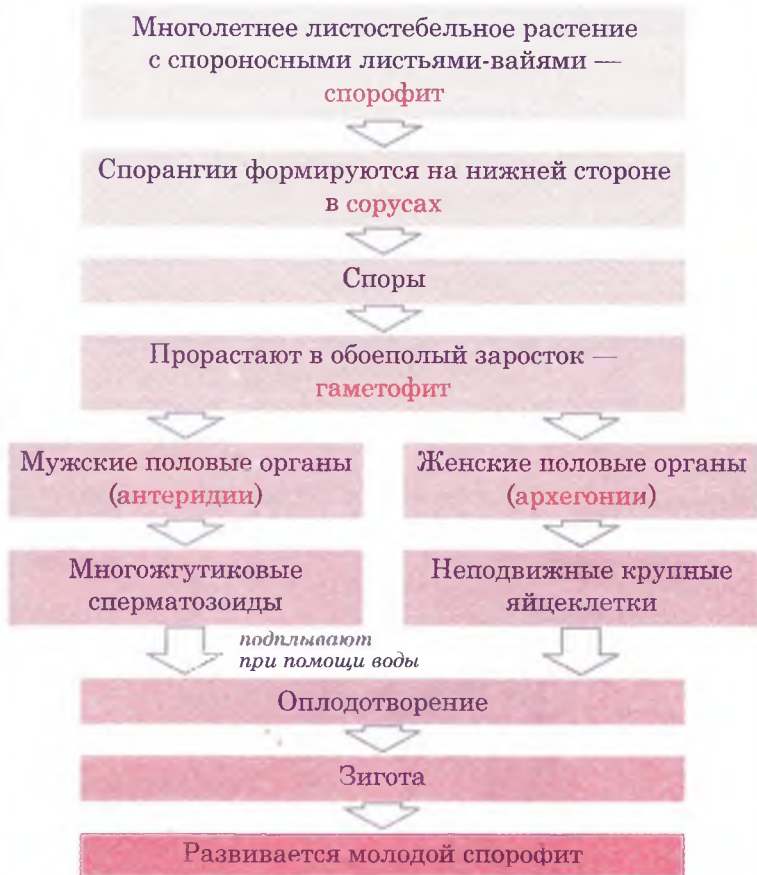 Многолетнее листостебельное растение
с спороносными листьями-вайями —
спорофит
Спорангии формируются на нижней стороне
в сорусах
Споры
Прорастают в обоеполый заросток —
гаметофит
Мужские половые органы
(антеридии)
Женские половые органы
(архегонии)
Многожгутиковые
сперматозоиды
Неподвижные крупные
яйцеклетки
подплывают
при помощи воды
Оплодотворение
Зигота
Развивается молодой спорофит